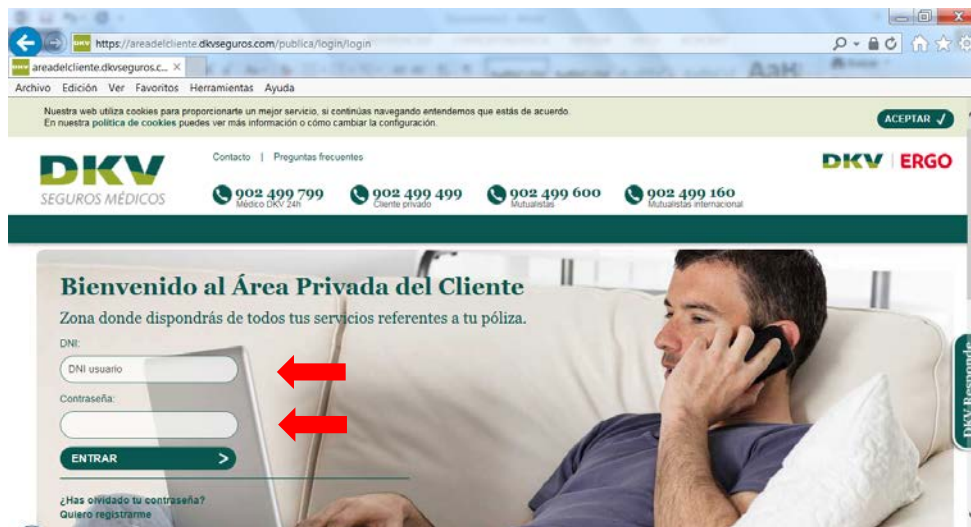 https://areadelcliente.dkvseguros.com/publica/login/login
areadelcliente.dkvseguros.c...
Archivo Edición Ver Favoritos Herramientas Ayuda
Nuestra web utiliza cookies para proporcionarte un mejor servicio, si continúas navegando entendemos que estás de acuerdo.
En nuestra política de cookies puedes ver más información o cómo cambiar la configuración.
ACEPTAR
DKV
SEGUROS MÉDICOS
Contacto | Preguntas frecuentes
DKV | ERGO
902 499 799 902 499 499 902 499 600 902 499 160
Médico DKV 24h Cliente privado Mutualistas Mutualistas internacional
Bienvenido al Área Privada del Cliente
Zona donde dispondrás de todos tus servicios referentes a tu póliza.
DNI:
DNI usuario
Contraseña:
ENTRAR >
¿Has olvidado tu contraseña?
Quiero registrarme
DKV Responde